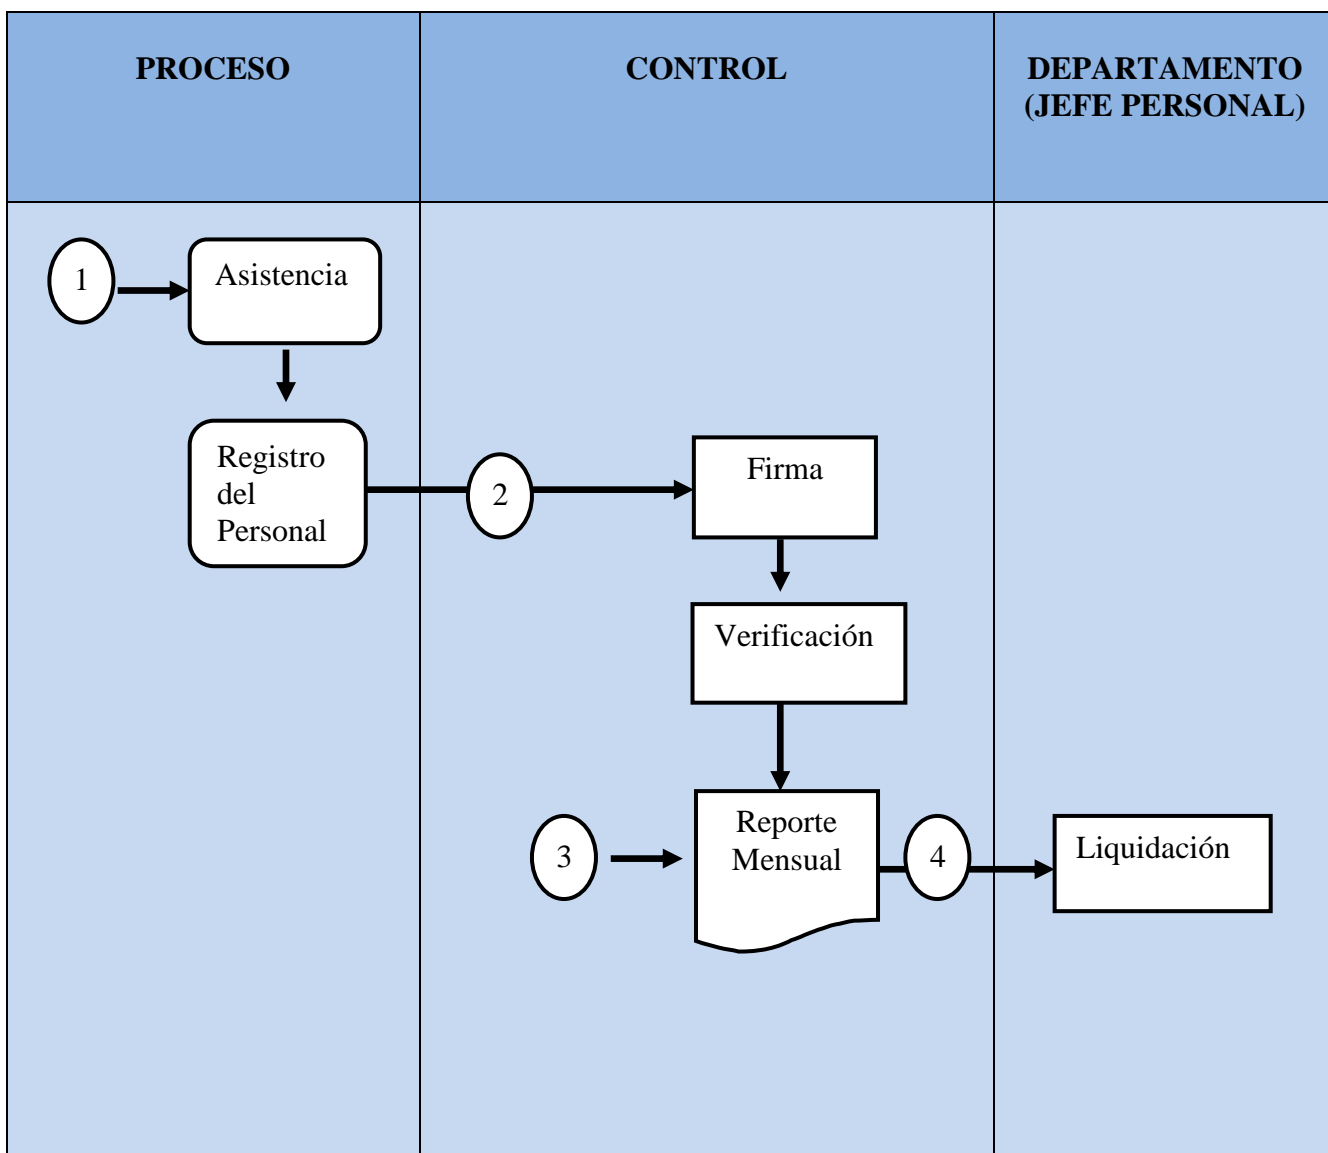 PROCESO
CONTROL
DEPARTAMENTO
(JEFE PERSONAL)
1
Asistencia
Registro
del
Personal
2
Firma
Verificación
3
Reporte
Mensual
4
Liquidación